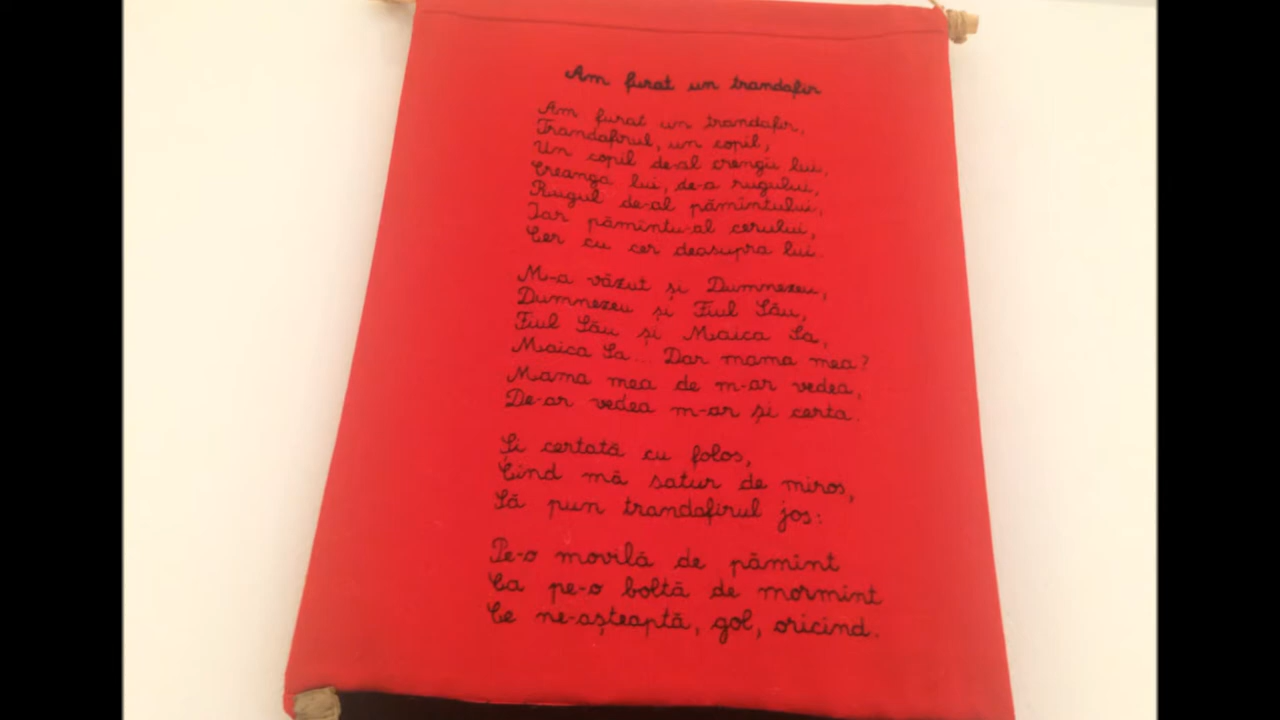 Am furat un trandafir
Am furat un trandafir,
Trandafirul, un copil,
Un copil de-al crengii lui,
Creanga lui, de-a rugului,
Rugul de-al pămîntului,
Iar pămîntu-al cerului,
Cer cu cer deasupra lui.
M-a văzut și Dumnezeu,
Dumnezeu și Fiul Său,
Fiul Său și Maica Sa,
Maica Sa... Dar mama mea?
Mama mea de m-ar vedea,
De-ar vedea m-ar și certa.
Și certată cu folos,
Cînd mă satur de miros,
Să pun trandafirul jos:
Pe-o movilă de pămînt
Ca pe-o boltă de mormînt
Ce ne-așteaptă, gol, oricînd.